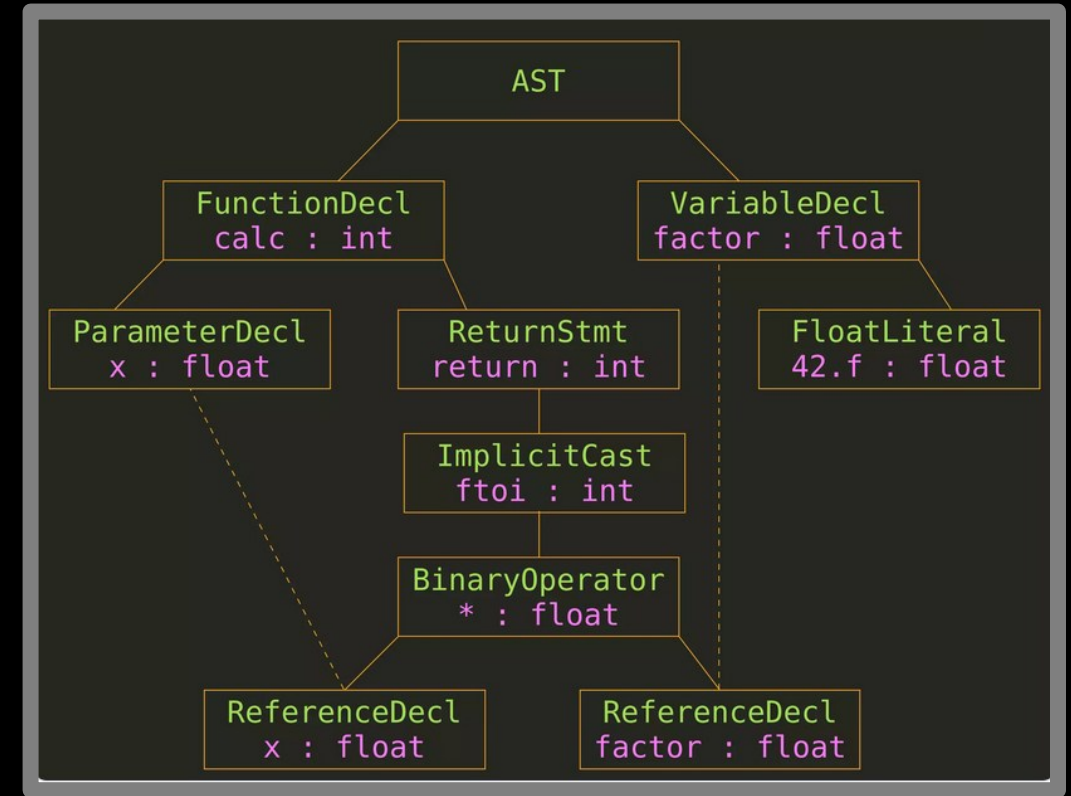 AST
FunctionDecl
calc : int
VariableDecl
factor : float
ParameterDecl
x : float
ReturnStmt
return : int
FloatLiteral
42.f : float
ImplicitCast
ftoi : int
BinaryOperator
* : float
ReferenceDecl
x : float
ReferenceDecl
factor : float